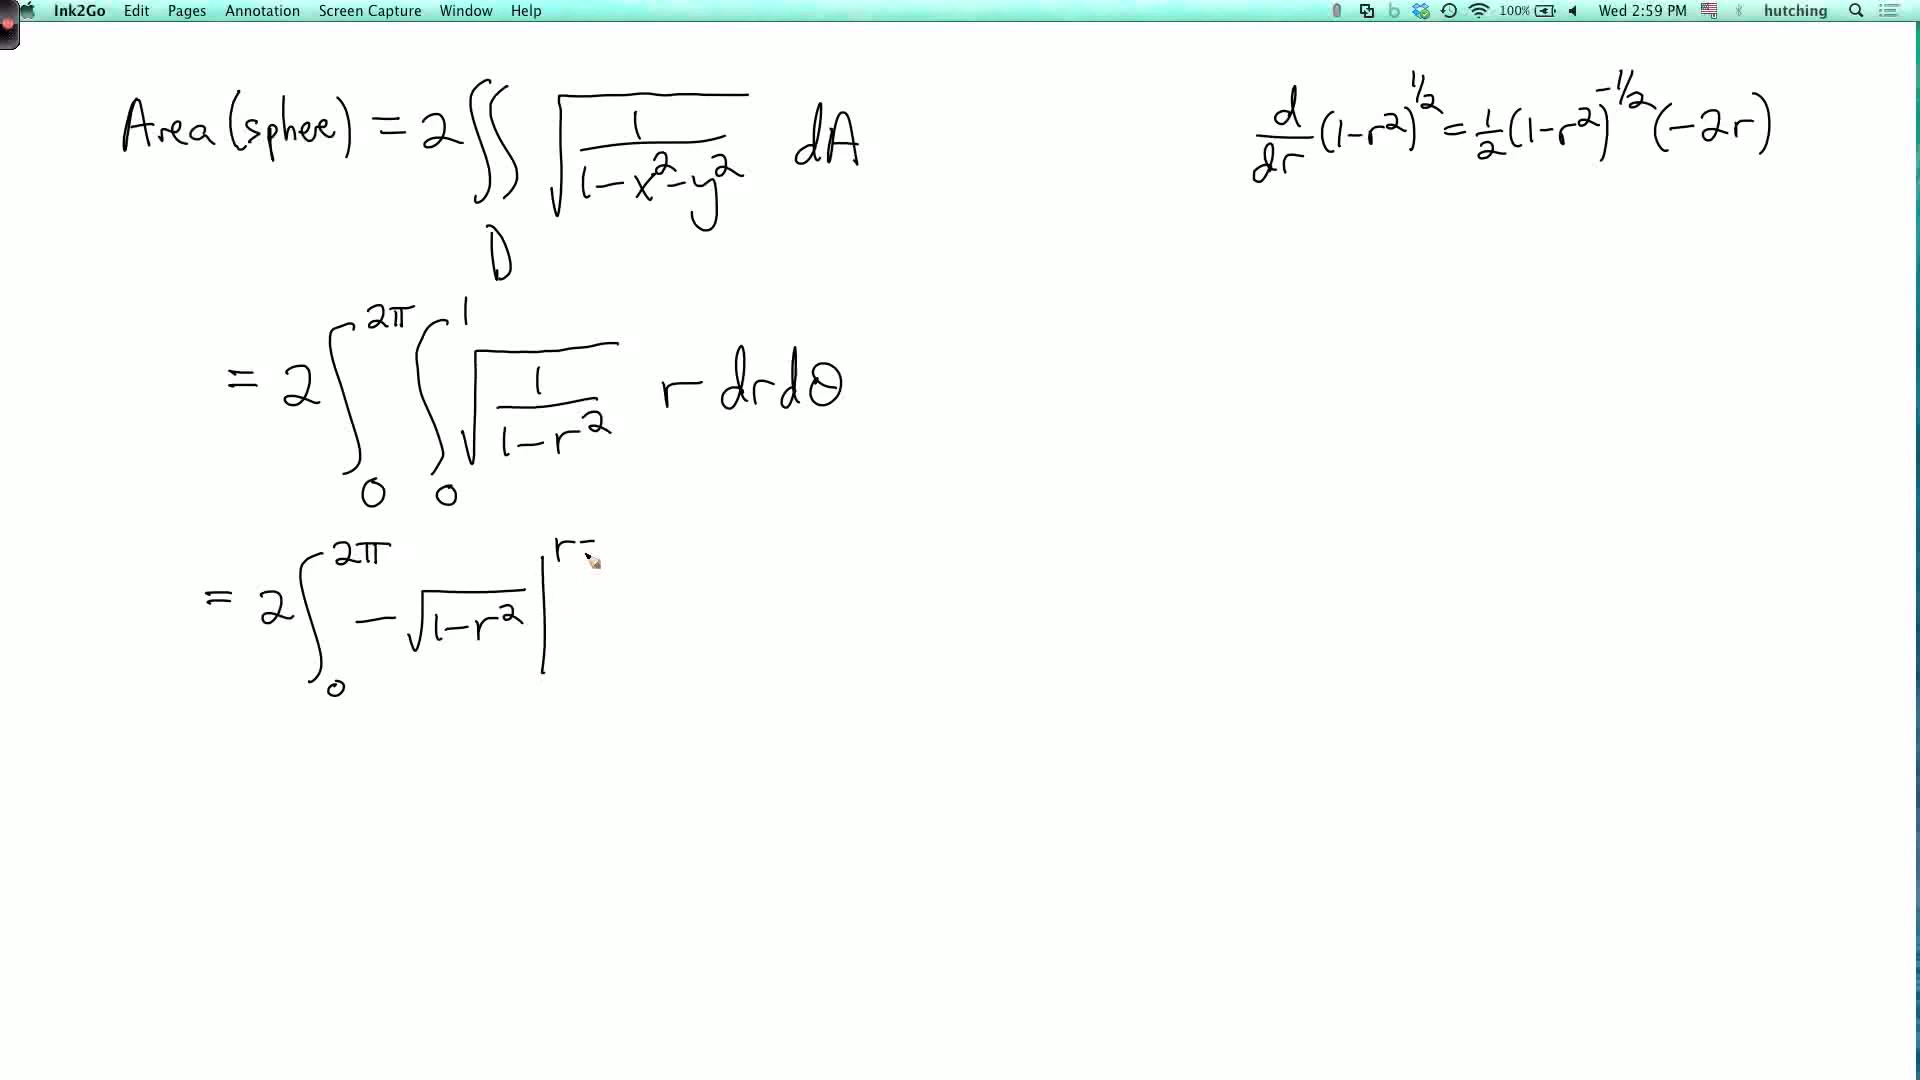 Ink2Go Edit Pages Annotation Screen Capture Window Help 100% Wed 2:59 PM hutching
Area (sphere) = 2 ∬_D √(1/(1-x²-y²)) dA
d/dr (1-r²)^{1/2} = 1/2 (1-r²)^{-1/2} (-2r)
= 2 ∫_0^{2π} ∫_0^1 √(1/(1-r²)) r dr dθ
= 2 ∫_0^{2π} -√(1-r²) |^{r=}